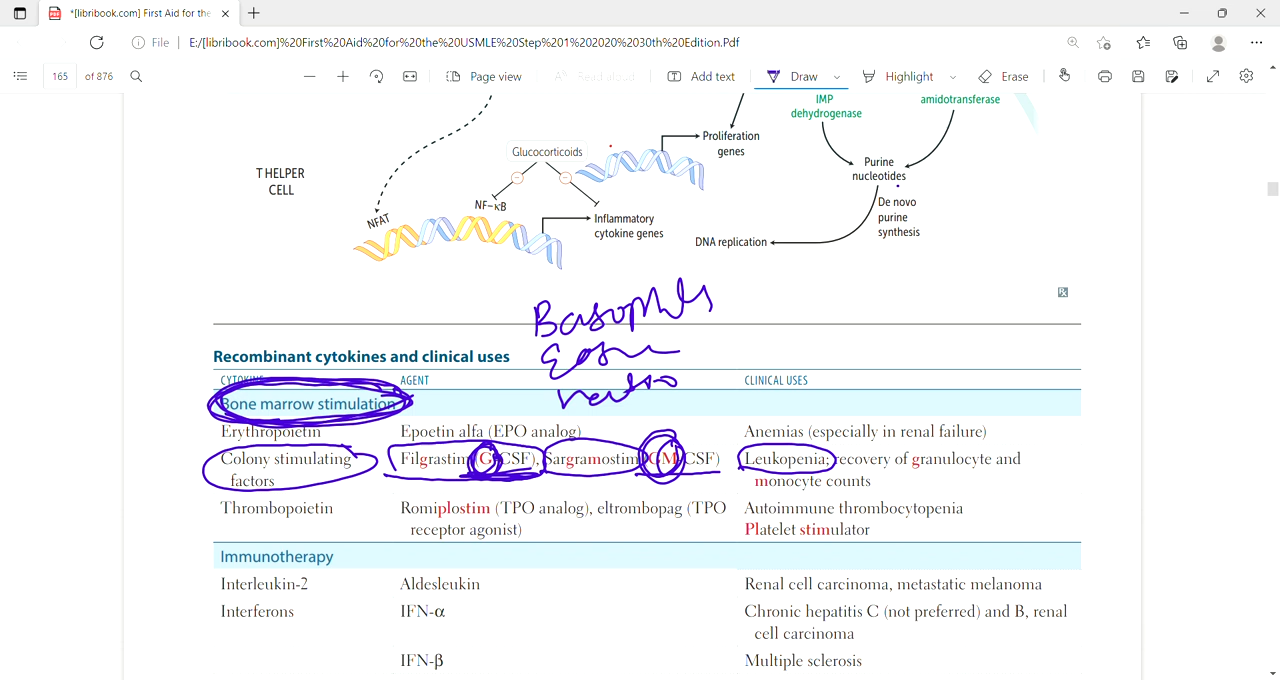 *[libribook.com] First Aid for the
File E:/[libribook.com]%20First%20Aid%20for%20the%20USMLE%20Step%201%202020%2030th%20Edition.Pdf
165 of 876 Page view Read aloud Add text Draw Highlight Erase
IMP dehydrogenase
amidotransferase
Proliferation genes
Glucocorticoids
T HELPER CELL
Purine nucleotides
NF-κB
NFAT
Inflammatory cytokine genes
De novo purine synthesis
DNA replication
Basophils
Eosin
neutro
Recombinant cytokines and clinical uses
CYTOKINE AGENT CLINICAL USES
Bone marrow stimulation
Erythropoietin Epoetin alfa (EPO analog) Anemias (especially in renal failure)
Colony stimulating Filgrastim (G-CSF), Sargramostim (GM-CSF) Leukopenia; recovery of granulocyte and
factors monocyte counts
Thrombopoietin Romiplostim (TPO analog), eltrombopag (TPO Autoimmune thrombocytopenia
receptor agonist) Platelet stimulator
Immunotherapy
Interleukin-2 Aldesleukin Renal cell carcinoma, metastatic melanoma
Interferons IFN-α Chronic hepatitis C (not preferred) and B, renal
cell carcinoma
IFN-β Multiple sclerosis